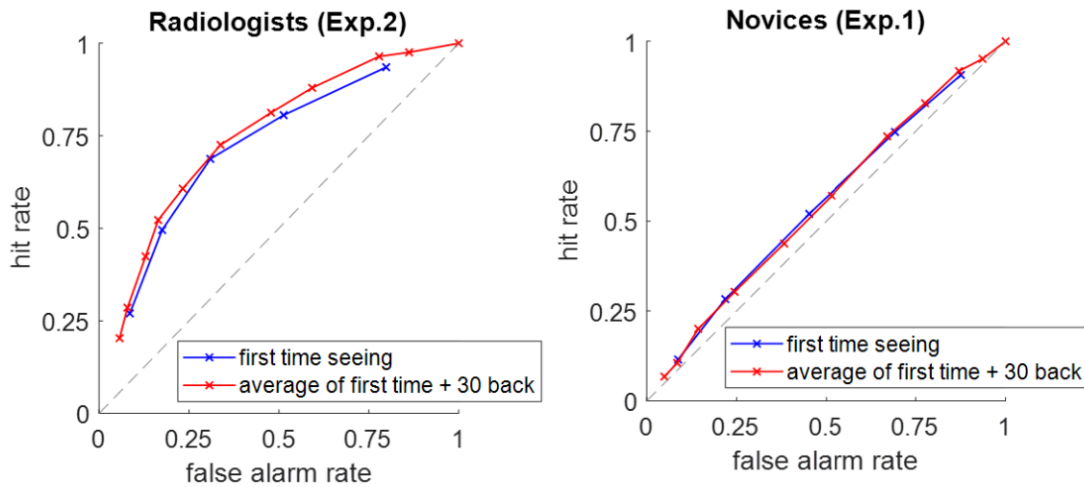 Radiologists (Exp.2)
1
0.75
0.5
0.25
0
0
0.25
0.5
0.75
1
hit rate
false alarm rate
first time seeing
average of first time + 30 back
Novices (Exp.1)
1
0.75
0.5
0.25
0
0
0.25
0.5
0.75
1
hit rate
false alarm rate
first time seeing
average of first time + 30 back